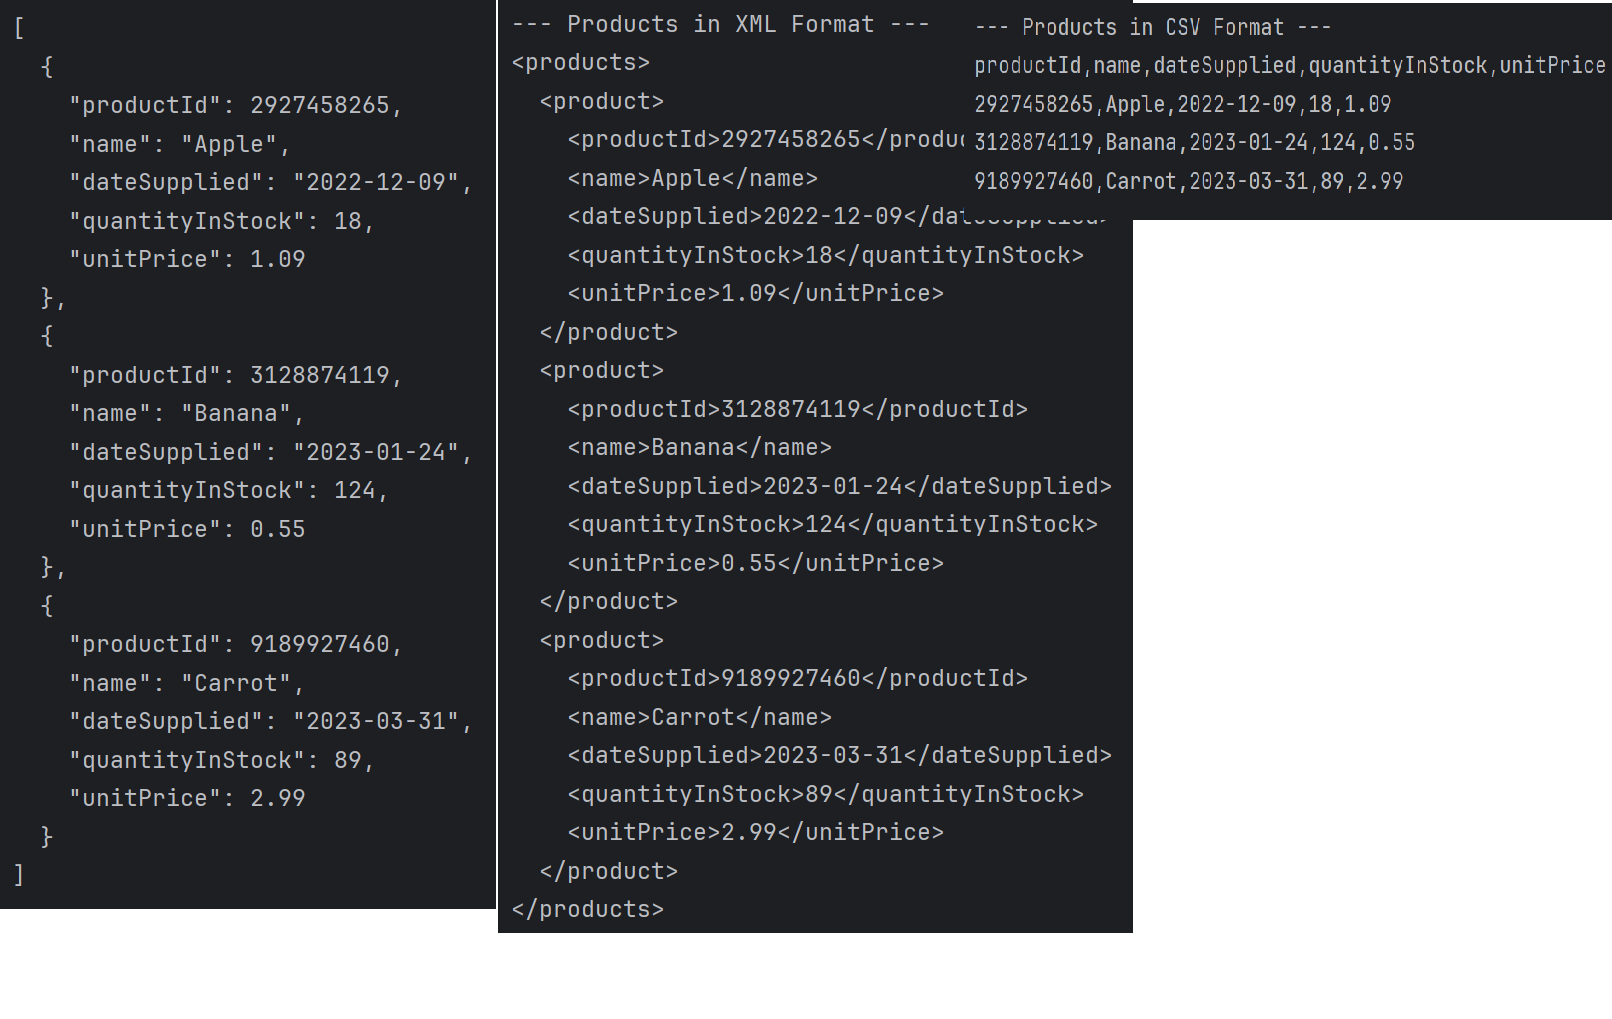 [
  {
    "productId": 2927458265,
    "name": "Apple",
    "dateSupplied": "2022-12-09",
    "quantityInStock": 18,
    "unitPrice": 1.09
  },
  {
    "productId": 3128874119,
    "name": "Banana",
    "dateSupplied": "2023-01-24",
    "quantityInStock": 124,
    "unitPrice": 0.55
  },
  {
    "productId": 9189927460,
    "name": "Carrot",
    "dateSupplied": "2023-03-31",
    "quantityInStock": 89,
    "unitPrice": 2.99
  }
]
--- Products in XML Format ---
<products>
  <product>
    <productId>2927458265</produc
    <name>Apple</name>
    <dateSupplied>2022-12-09</dateSupplied>
    <quantityInStock>18</quantityInStock>
    <unitPrice>1.09</unitPrice>
  </product>
  <product>
    <productId>3128874119</productId>
    <name>Banana</name>
    <dateSupplied>2023-01-24</dateSupplied>
    <quantityInStock>124</quantityInStock>
    <unitPrice>0.55</unitPrice>
  </product>
  <product>
    <productId>9189927460</productId>
    <name>Carrot</name>
    <dateSupplied>2023-03-31</dateSupplied>
    <quantityInStock>89</quantityInStock>
    <unitPrice>2.99</unitPrice>
  </product>
</products>
--- Products in CSV Format ---
productId,name,dateSupplied,quantityInStock,unitPrice
2927458265,Apple,2022-12-09,18,1.09
3128874119,Banana,2023-01-24,124,0.55
9189927460,Carrot,2023-03-31,89,2.99